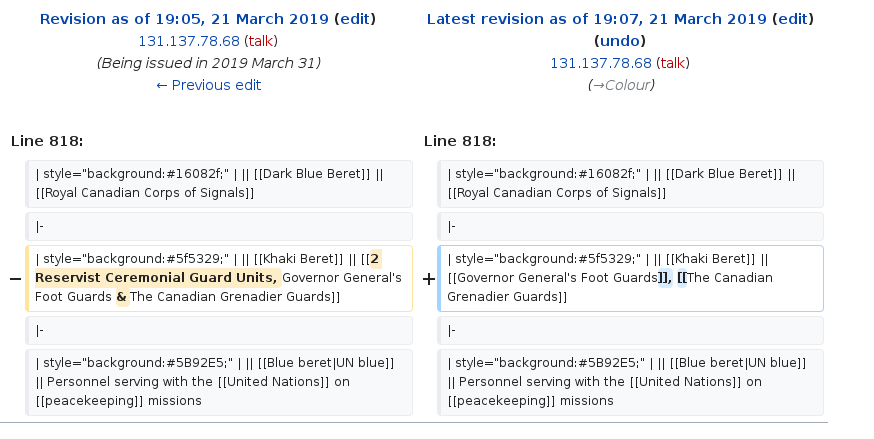 Revision as of 19:05, 21 March 2019 (edit)
131.137.78.68 (talk)
(Being issued in 2019 March 31)
← Previous edit
Latest revision as of 19:07, 21 March 2019 (edit)
(undo)
131.137.78.68 (talk)
(→Colour)
Line 818:
Line 818:
| style="background:#16082f;" | || [[Dark Blue Beret]] ||
[[Royal Canadian Corps of Signals]]
| style="background:#16082f;" | || [[Dark Blue Beret]] ||
[[Royal Canadian Corps of Signals]]
|-
|-
−
| style="background:#5f5329;" | || [[Khaki Beret]] || [[2
Reservist Ceremonial Guard Units, Governor General's
Foot Guards & The Canadian Grenadier Guards]]
+
| style="background:#5f5329;" | || [[Khaki Beret]] ||
[[Governor General's Foot Guards]], [[The Canadian
Grenadier Guards]]
|-
|-
| style="background:#5B92E5;" | || [[Blue beret|UN blue]]
|| Personnel serving with the [[United Nations]] on
[[peacekeeping]] missions
| style="background:#5B92E5;" | || [[Blue beret|UN blue]]
|| Personnel serving with the [[United Nations]] on
[[peacekeeping]] missions